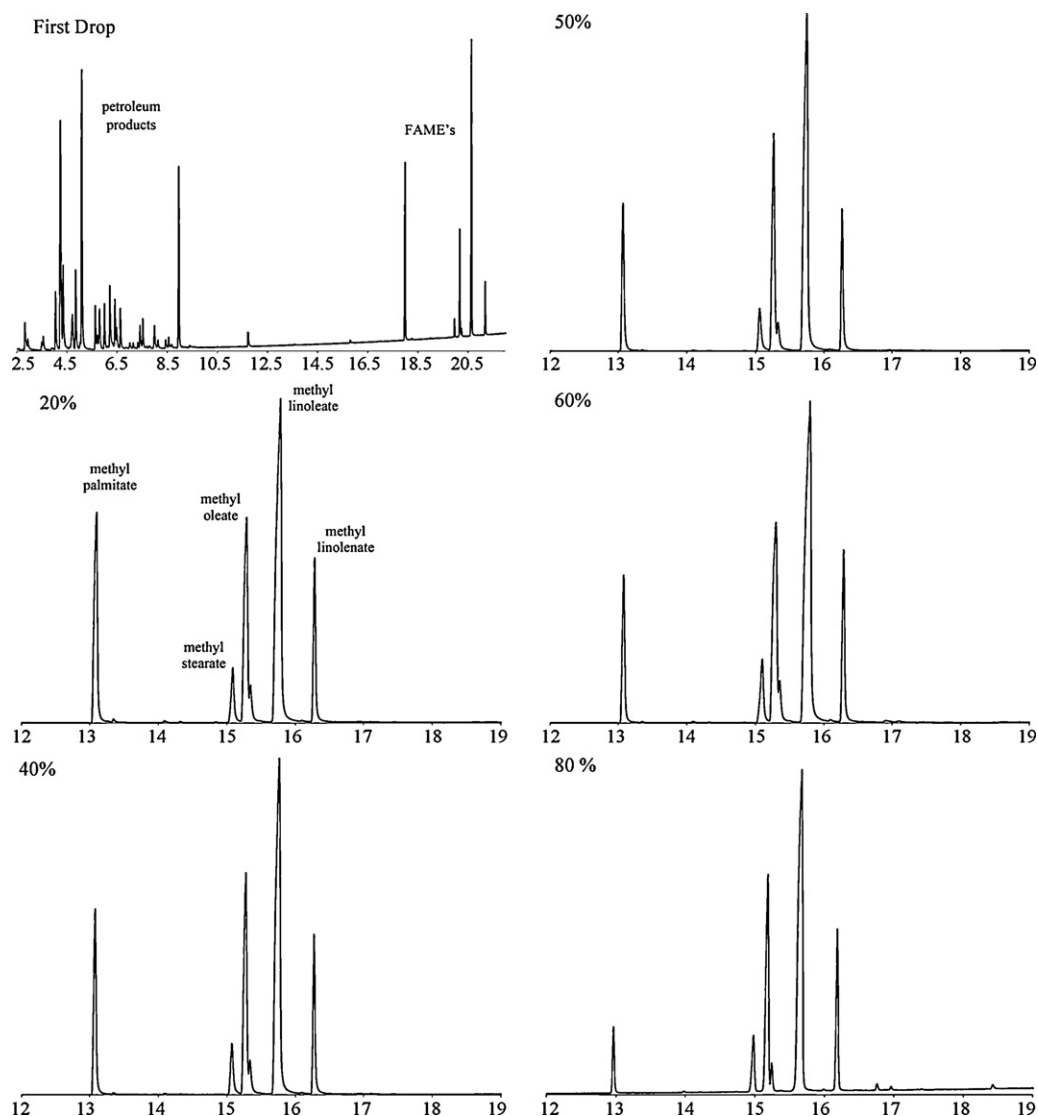 First Drop
petroleum
products
FAME's
2.5 4.5 6.5 8.5 10.5 12.5 14.5 16.5 18.5 20.5
50%
12 13 14 15 16 17 18 19
20%
methyl
palmitate
methyl
stearate
methyl
oleate
methyl
linoleate
methyl
linolenate
12 13 14 15 16 17 18 19
60%
12 13 14 15 16 17 18 19
40%
12 13 14 15 16 17 18 19
80 %
12 13 14 15 16 17 18 19